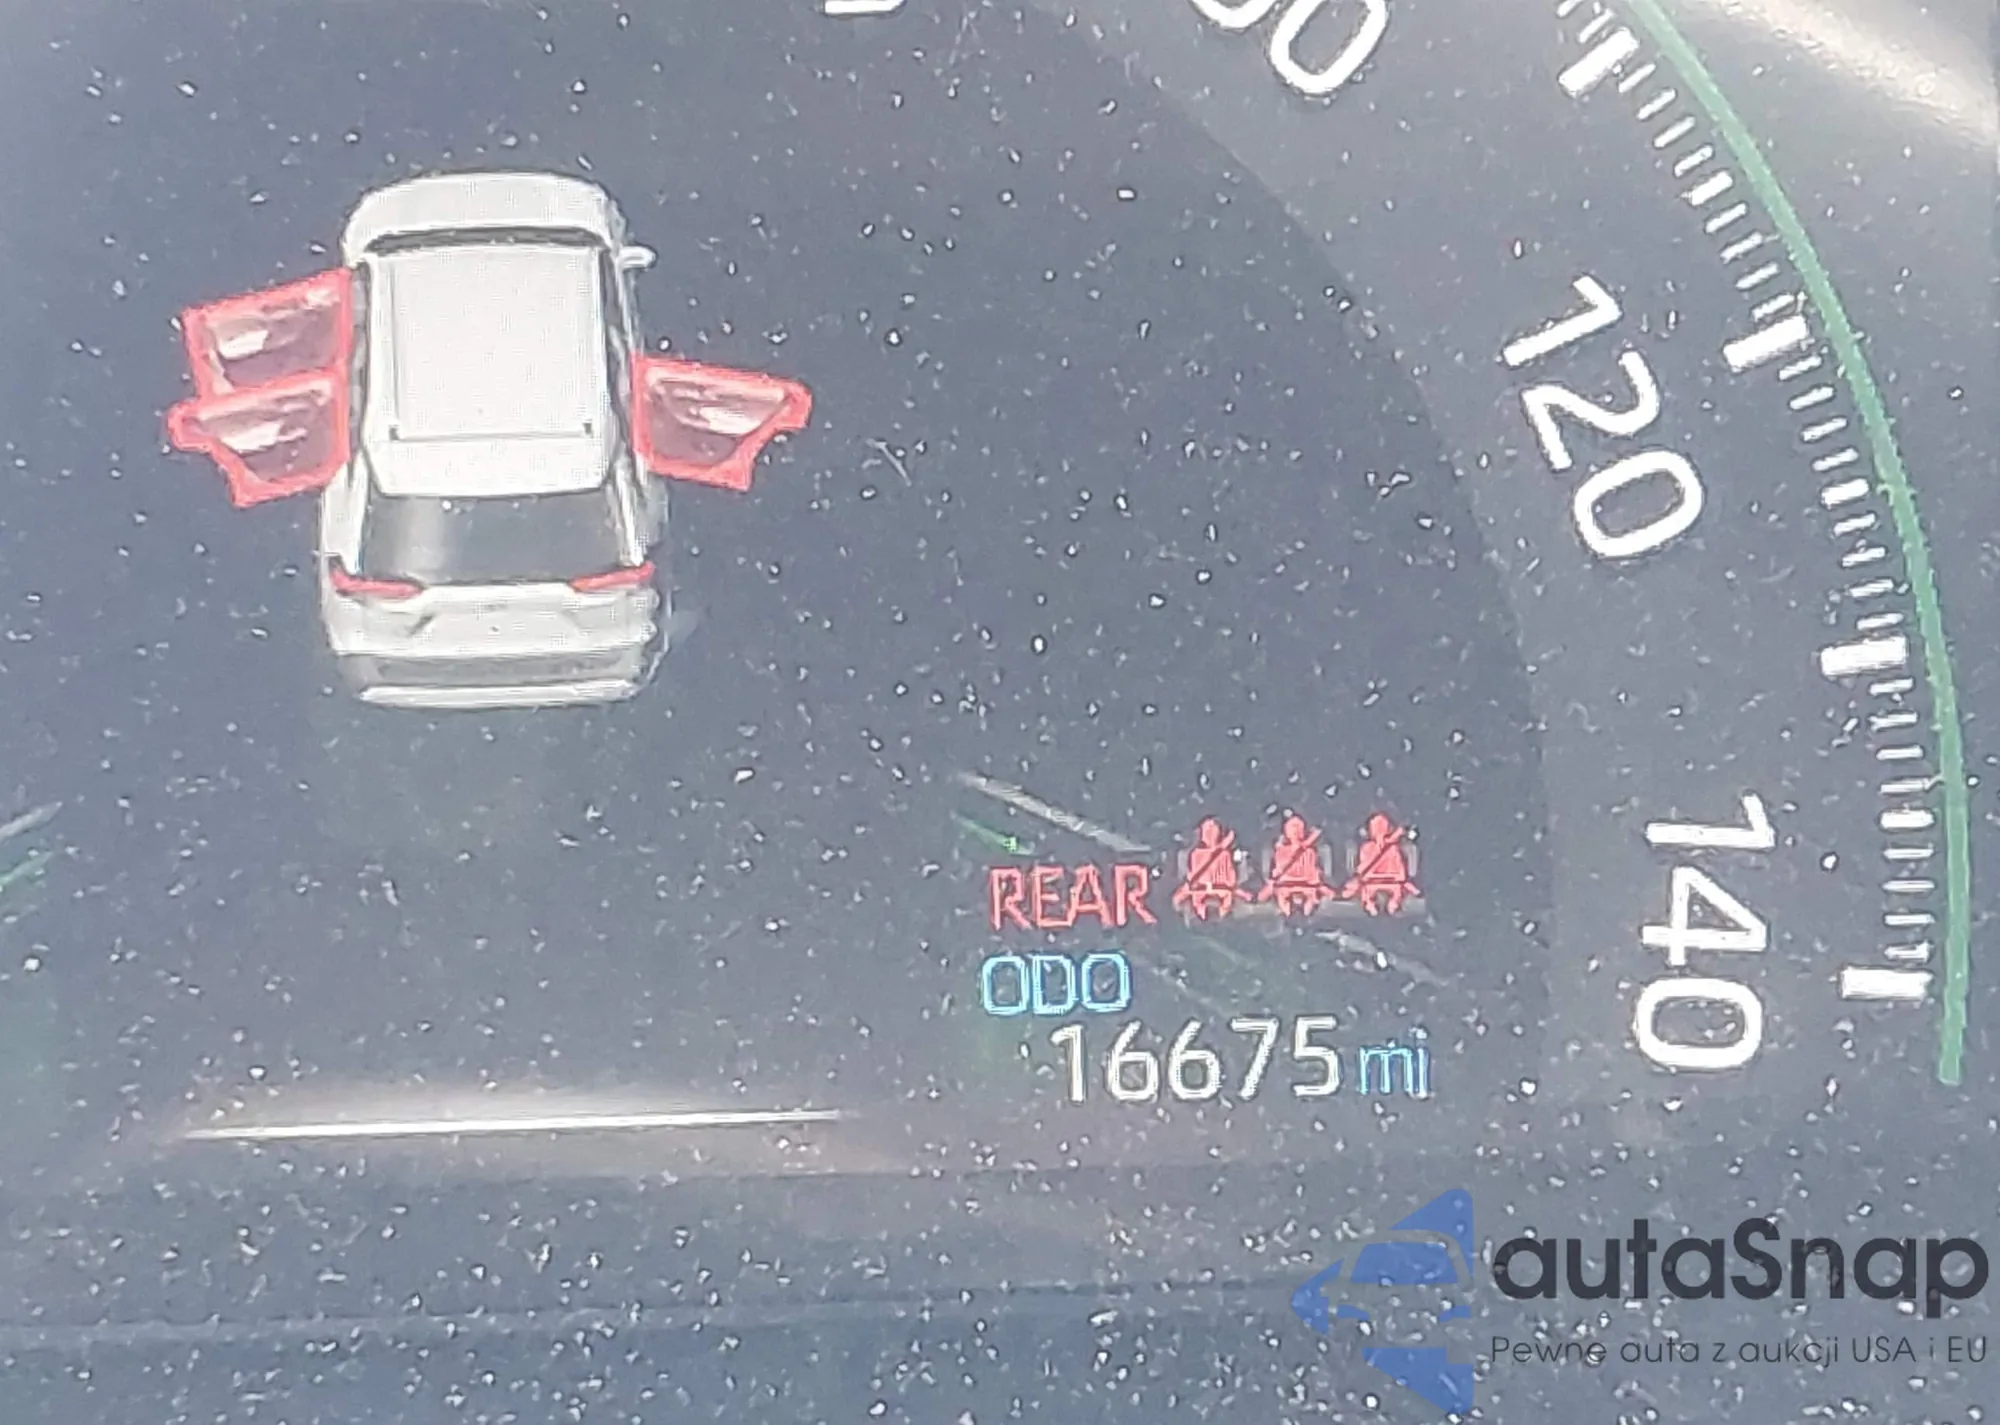 120
140
REAR
ODO
16675 mi
autaSnap
Pewne auta z aukcji USA i EU